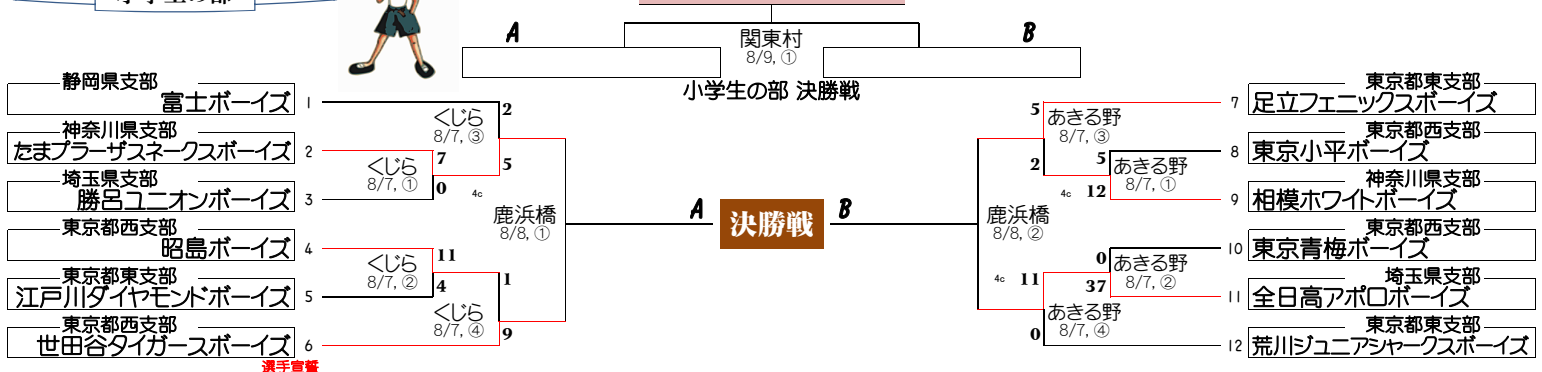 A
B
関東村
8/9, ①
小学生の部 決勝戦
静岡県支部
富士ボーイズ 1
神奈川県支部
たまプラーザスネークスボーイズ 2
埼玉県支部
勝呂ユニオンボーイズ 3
東京都西支部
昭島ボーイズ 4
東京都東支部
江戸川ダイヤモンドボーイズ 5
東京都西支部
世田谷タイガースボーイズ 6
選手宣誓
くじら
8/7, ③
2
5
くじら
8/7, ①
7
0
4c
鹿浜橋
8/8, ①
くじら
8/7, ②
11
4
くじら
8/7, ④
1
9
A 決勝戦 B
5
あきる野
8/7, ③
2
5
あきる野
8/7, ①
4c 12
鹿浜橋
8/8, ②
0
あきる野
8/7, ②
4c 11
37
あきる野
8/7, ④
0
東京都東支部
7 足立フェニックスボーイズ
東京都西支部
8 東京小平ボーイズ
神奈川県支部
9 相模ホワイトボーイズ
東京都西支部
10 東京青梅ボーイズ
埼玉県支部
11 全日高アポロボーイズ
東京都東支部
12 荒川ジュニアシャークスボーイズ